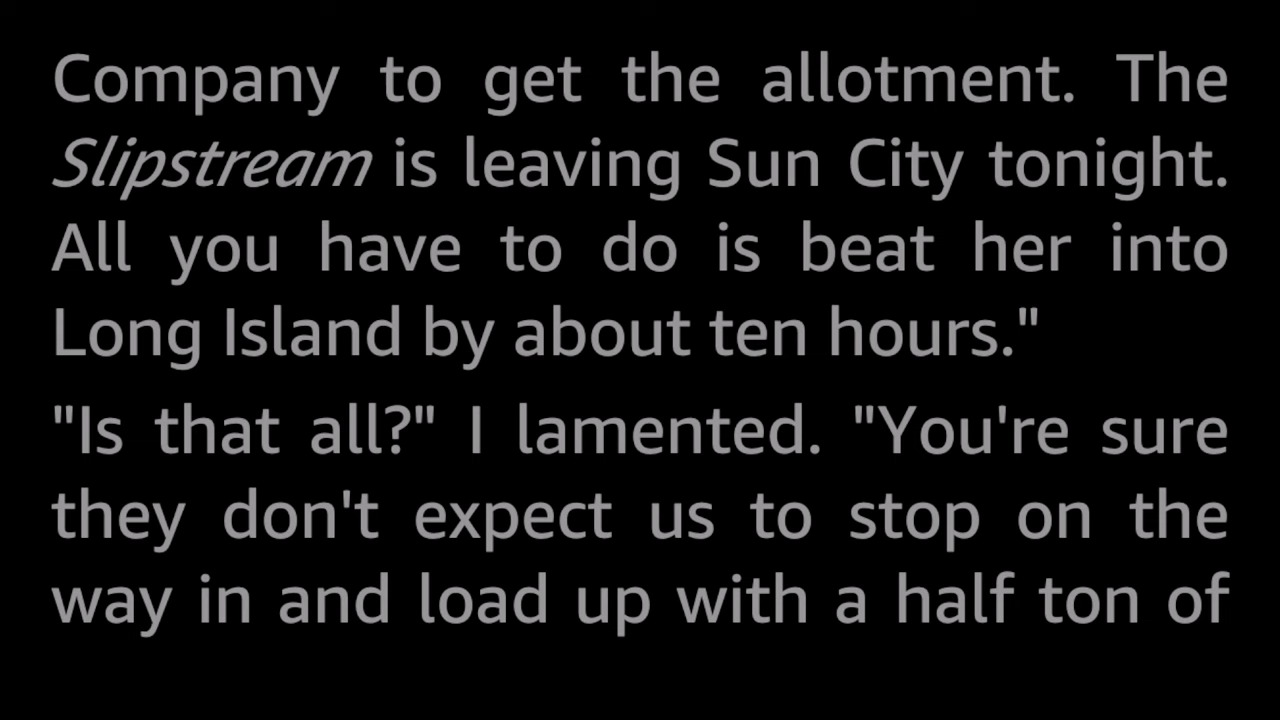 Company to get the allotment. The
Slipstream is leaving Sun City tonight.
All you have to do is beat her into
Long Island by about ten hours."
"Is that all?" I lamented. "You're sure
they don't expect us to stop on the
way in and load up with a half ton of